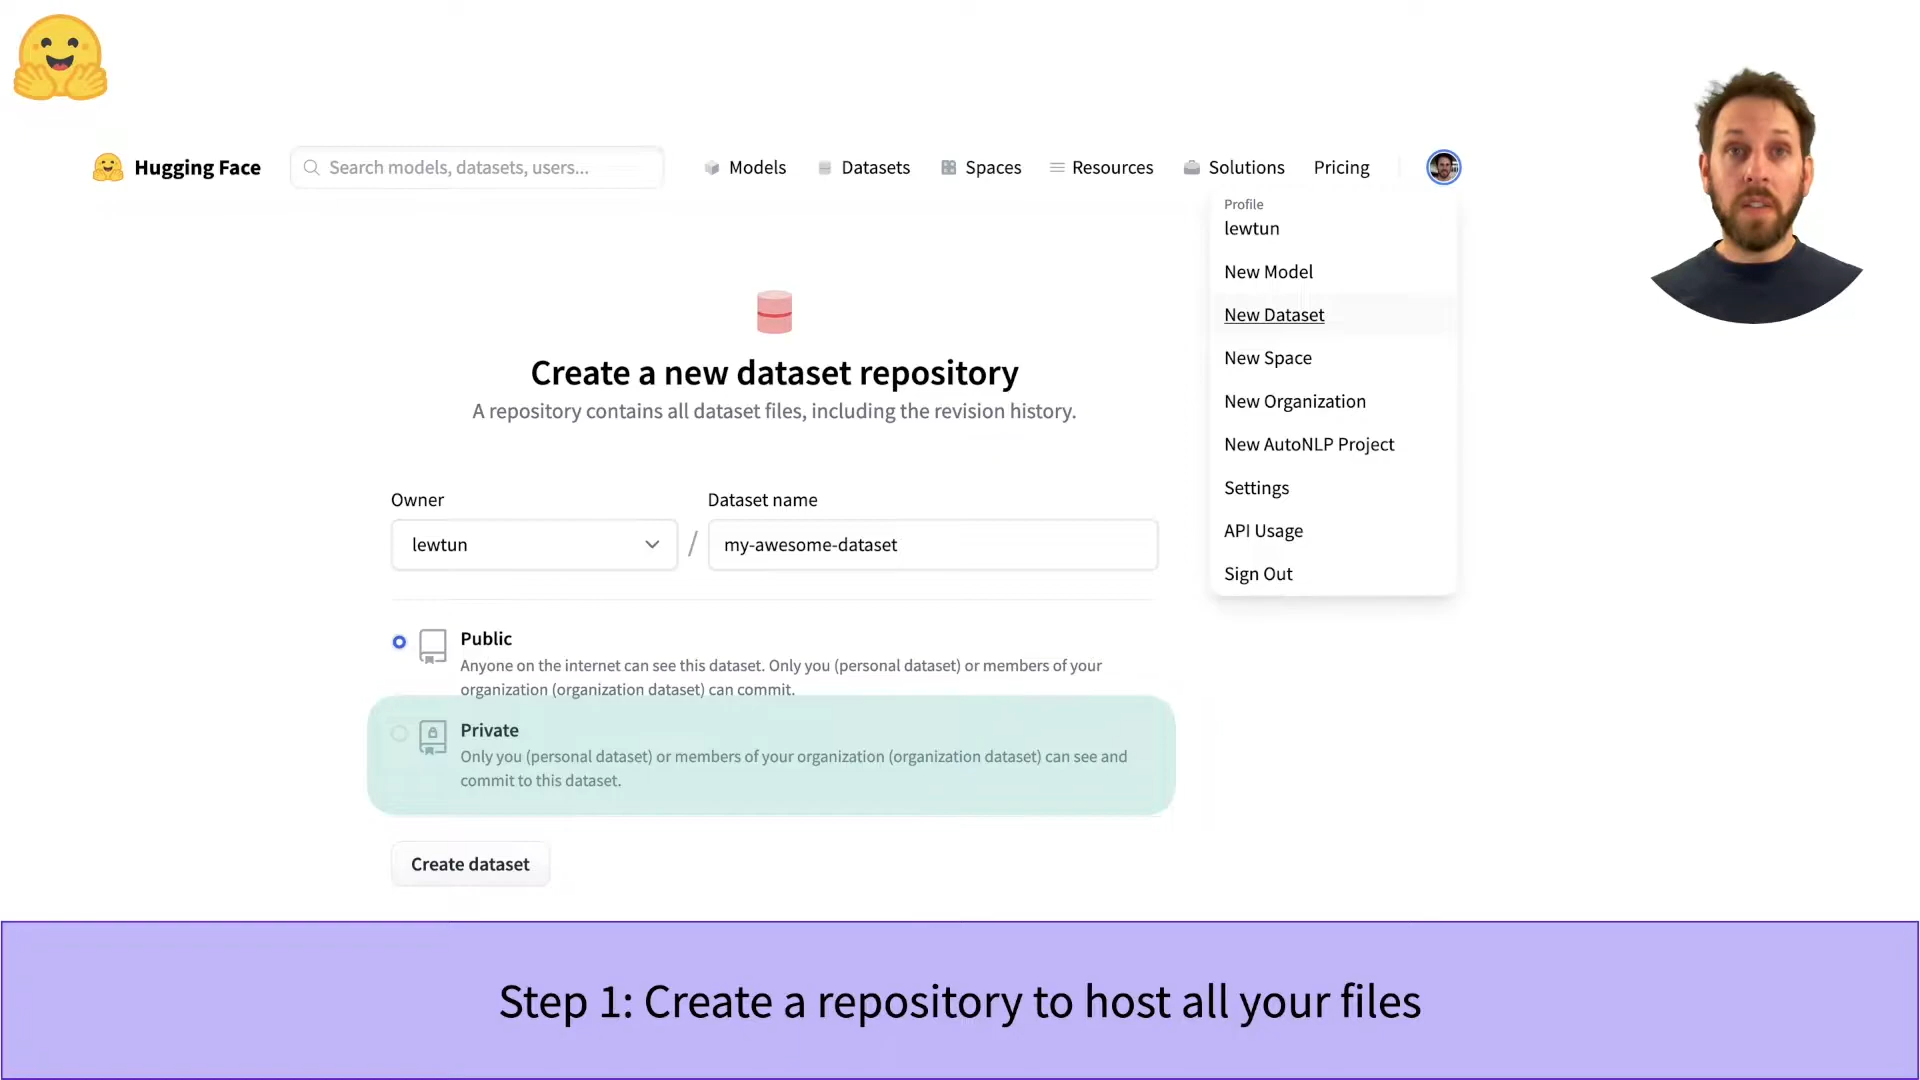 Hugging Face
Search models, datasets, users...
Models
Datasets
Spaces
Resources
Solutions
Pricing
Profile
lewtun
New Model
New Dataset
New Space
New Organization
New AutoNLP Project
Settings
API Usage
Sign Out
Create a new dataset repository
A repository contains all dataset files, including the revision history.
Owner
Dataset name
lewtun
/
my-awesome-dataset
Public
Anyone on the internet can see this dataset. Only you (personal dataset) or members of your
organization (organization dataset) can commit.
Private
Only you (personal dataset) or members of your organization (organization dataset) can see and
commit to this dataset.
Create dataset
Step 1: Create a repository to host all your files